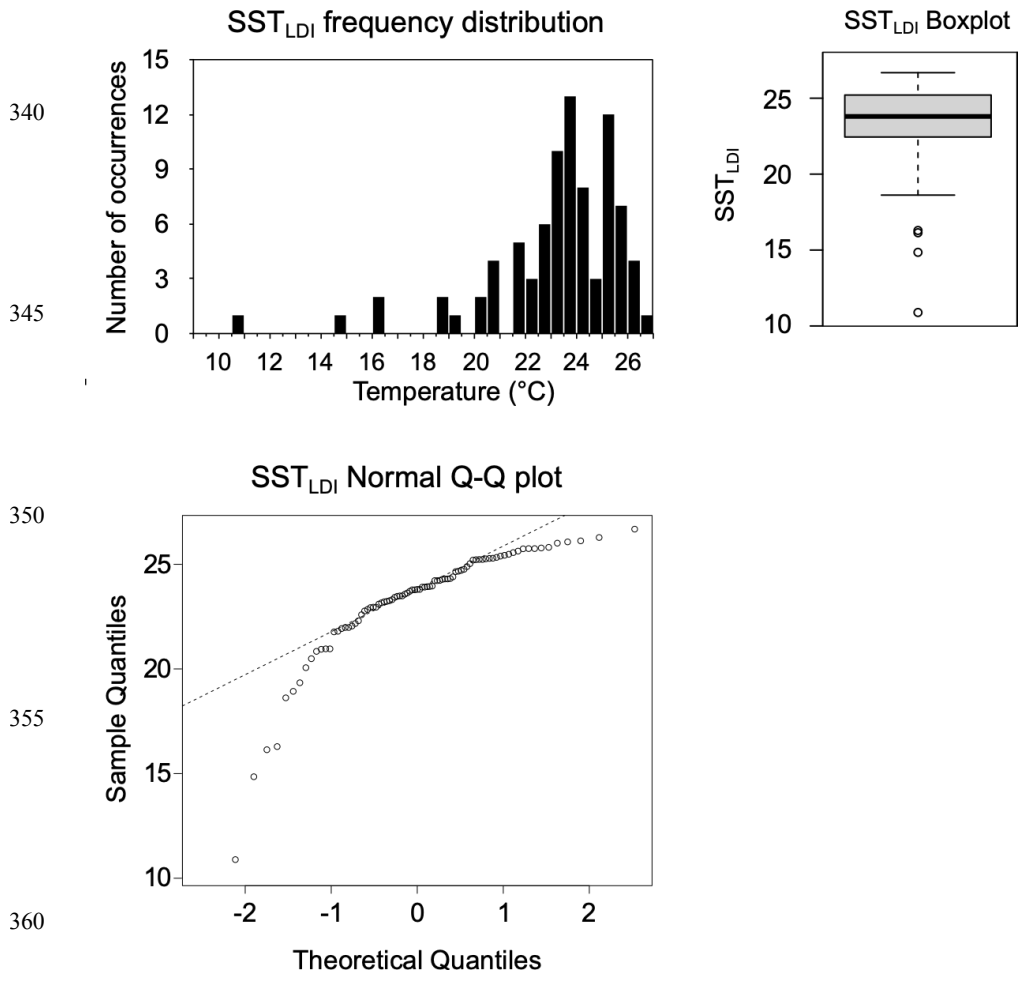 SST_LDI frequency distribution
SST_LDI Boxplot
340
345
Number of occurrences
15
12
9
6
3
0
10 12 14 16 18 20 22 24 26
Temperature (°C)
SST_LDI
25
20
15
10
SST_LDI Normal Q-Q plot
350
355
360
Sample Quantiles
25
20
15
10
-2 -1 0 1 2
Theoretical Quantiles